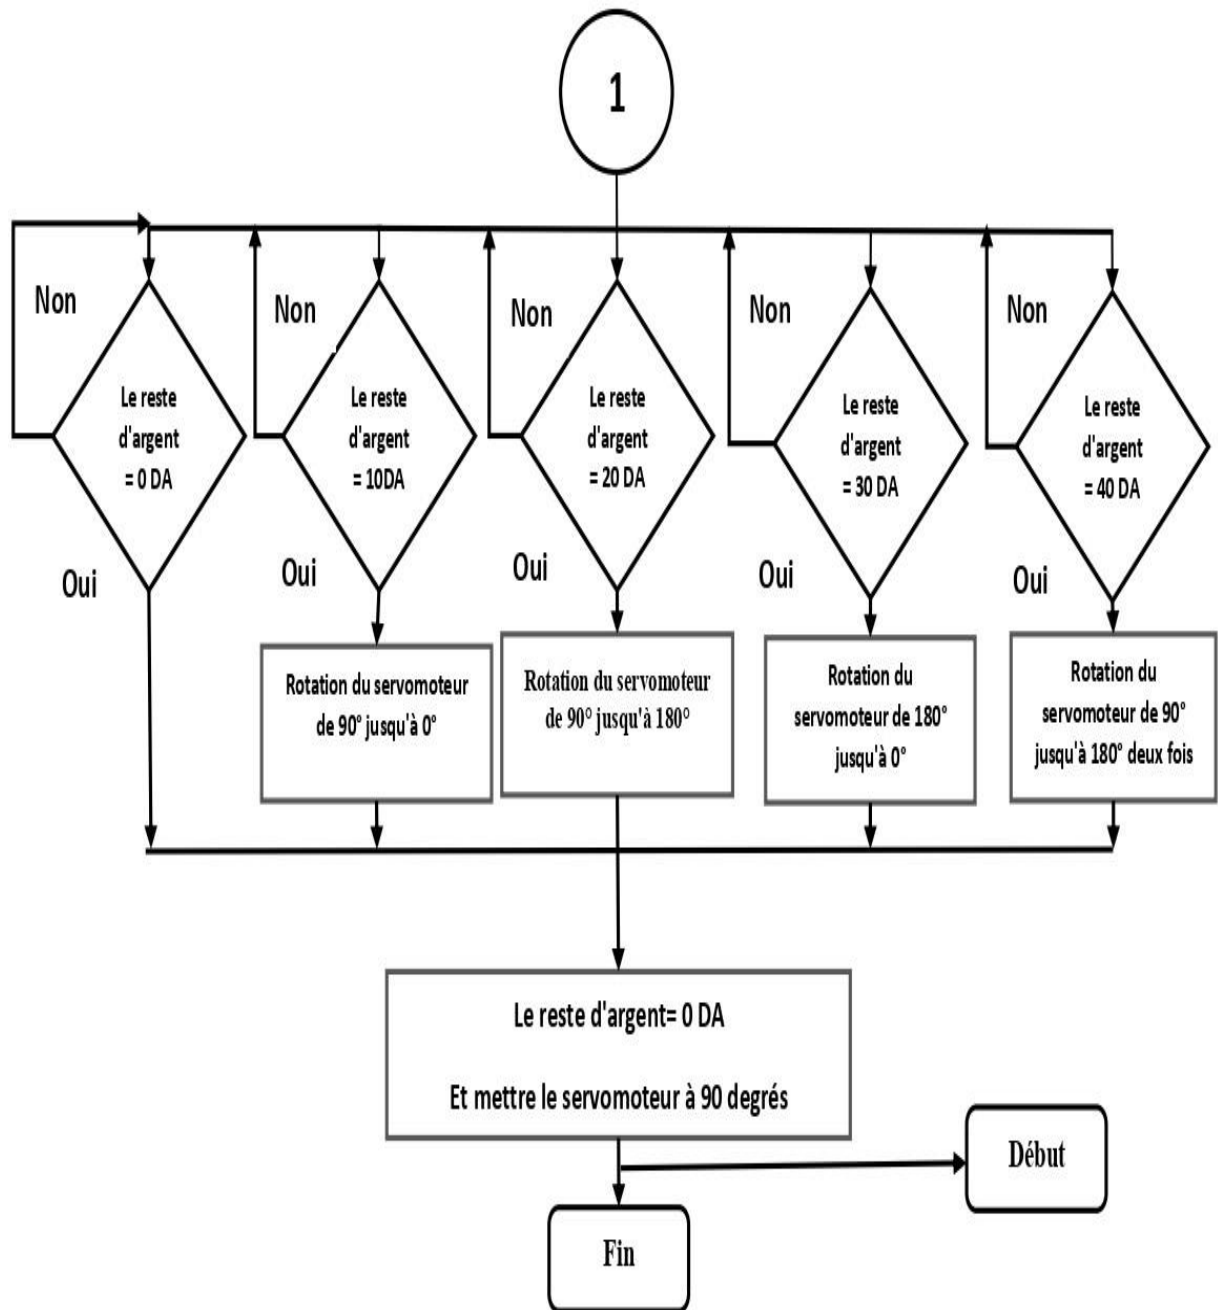 1
Non
Le reste
d'argent
= 0 DA
Oui
Non
Le reste
d'argent
= 10DA
Oui
Rotation du servomoteur
de 90° jusqu'à 0°
Non
Le reste
d'argent
= 20 DA
Oui
Rotation du servomoteur
de 90° jusqu'à 180°
Non
Le reste
d'argent
= 30 DA
Oui
Rotation du
servomoteur de 180°
jusqu'à 0°
Non
Le reste
d'argent
= 40 DA
Oui
Rotation du
servomoteur de 90°
jusqu'à 180° deux fois
Le reste d'argent= 0 DA
Et mettre le servomoteur à 90 degrés
Début
Fin